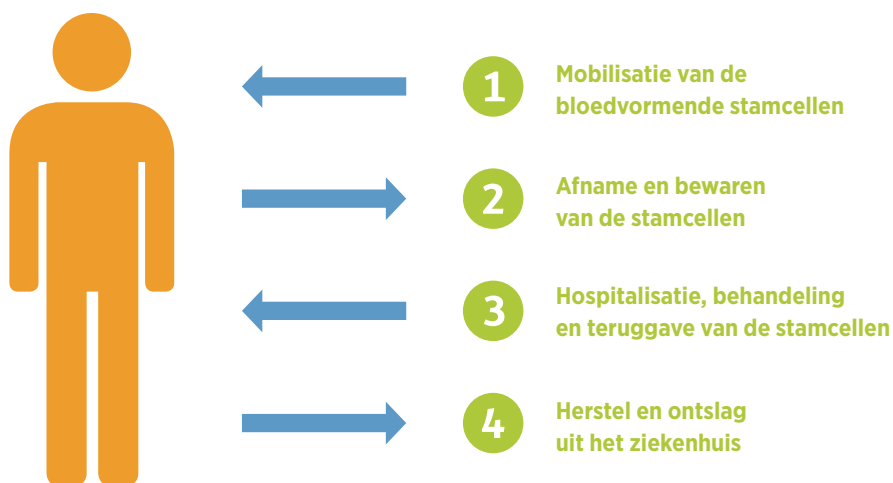 1 Mobilisatie van de
bloedvormende stamcellen
2 Afname en bewaren
van de stamcellen
3 Hospitalisatie, behandeling
en teruggave van de stamcellen
4 Herstel en ontslag
uit het ziekenhuis